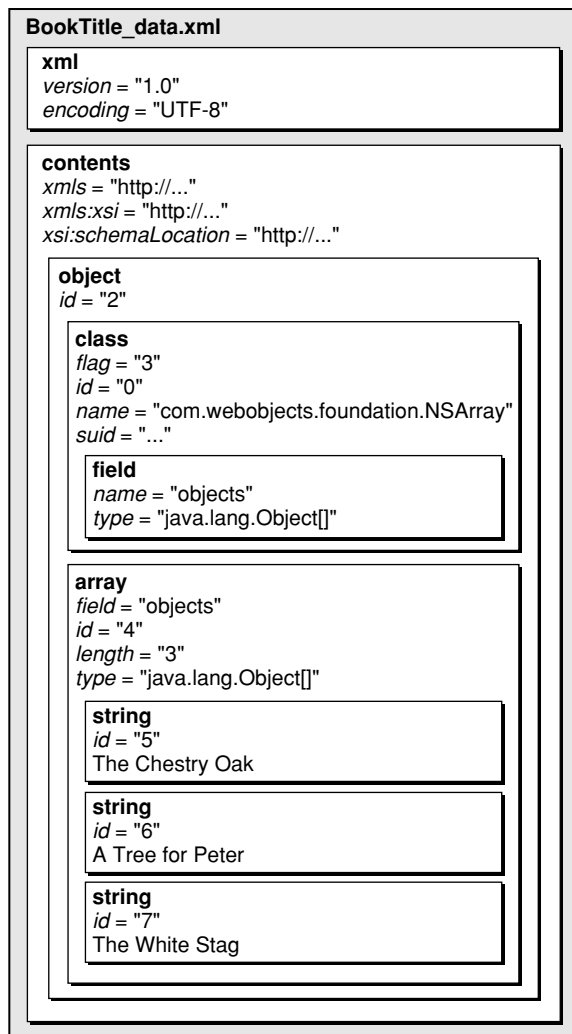 BookTitle_data.xml
xml
version = "1.0"
encoding = "UTF-8"
contents
xmls = "http://..."
xmls:xsi = "http://..."
xsi:schemaLocation = "http://..."
object
id = "2"
class
flag = "3"
id = "0"
name = "com.webobjects.foundation.NSArray"
suid = "..."
field
name = "objects"
type = "java.lang.Object[]"
array
field = "objects"
id = "4"
length = "3"
type = "java.lang.Object[]"
string
id = "5"
The Chestry Oak
string
id = "6"
A Tree for Peter
string
id = "7"
The White Stag